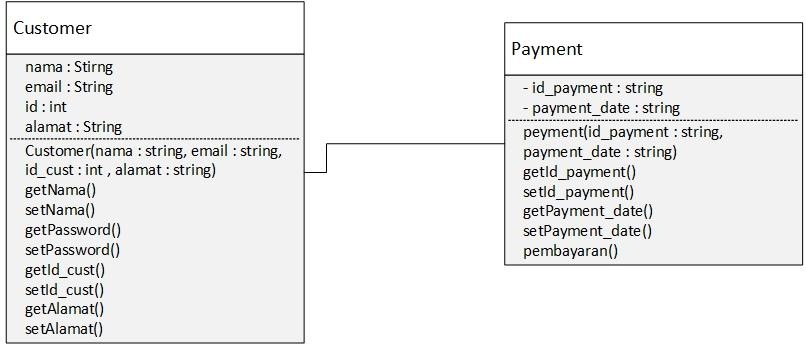 Customer
nama : Stirng
email : String
id : int
alamat : String
Customer(nama : string, email : string,
id_cust : int , alamat : string)
getNama()
setNama()
getPassword()
setPassword()
getId_cust()
setId_cust()
getAlamat()
setAlamat()
Payment
- id_payment : string
- payment_date : string
peyment(id_payment : string,
payment_date : string)
getId_payment()
setId_payment()
getPayment_date()
setPayment_date()
pembayaran()